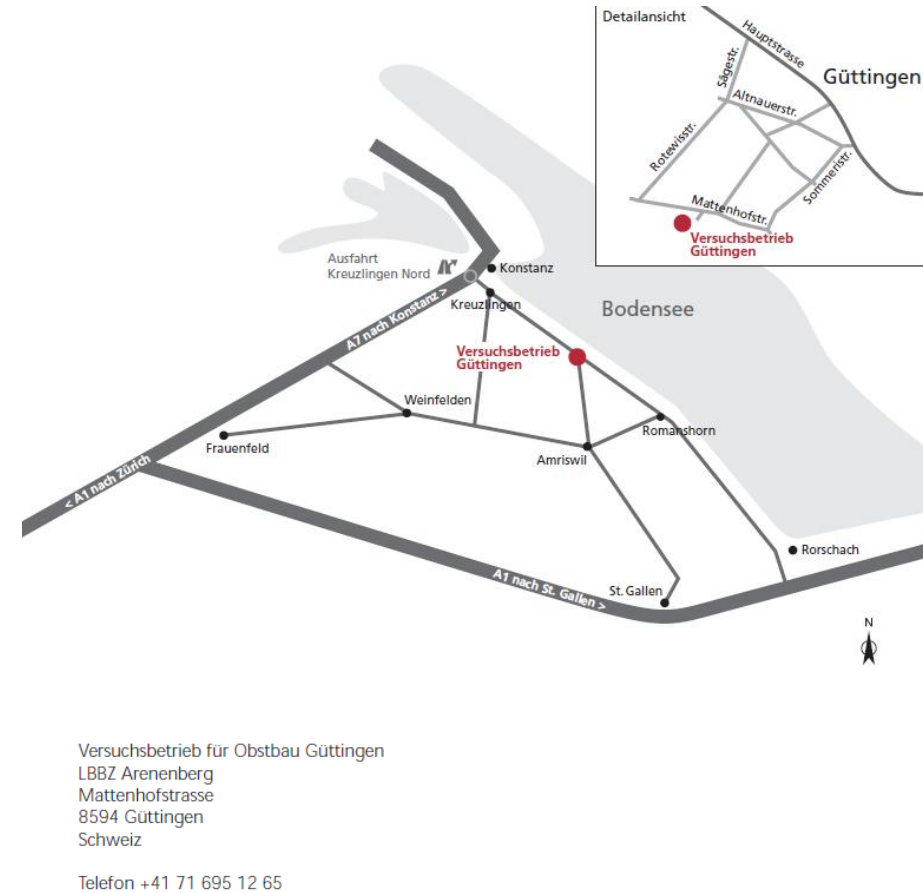 Detailansicht
Hauptstrasse
Güttingen
Sägestr.
Altnauerstr.
Rotewisstr.
Sommeristr.
Mattenhofstr.
Versuchsbetrieb
Güttingen
Ausfahrt
Kreuzlingen Nord
Konstanz
Kreuzlingen
A7 nach Konstanz >
Bodensee
Versuchsbetrieb
Güttingen
Weinfelden
Romanshorn
Frauenfeld
Amriswil
< A1 nach Zürich
Rorschach
A1 nach St. Gallen >
St. Gallen
N
Versuchsbetrieb für Obstbau Güttingen
LBBZ Arenenberg
Mattenhofstrasse
8594 Güttingen
Schweiz
Telefon +41 71 695 12 65